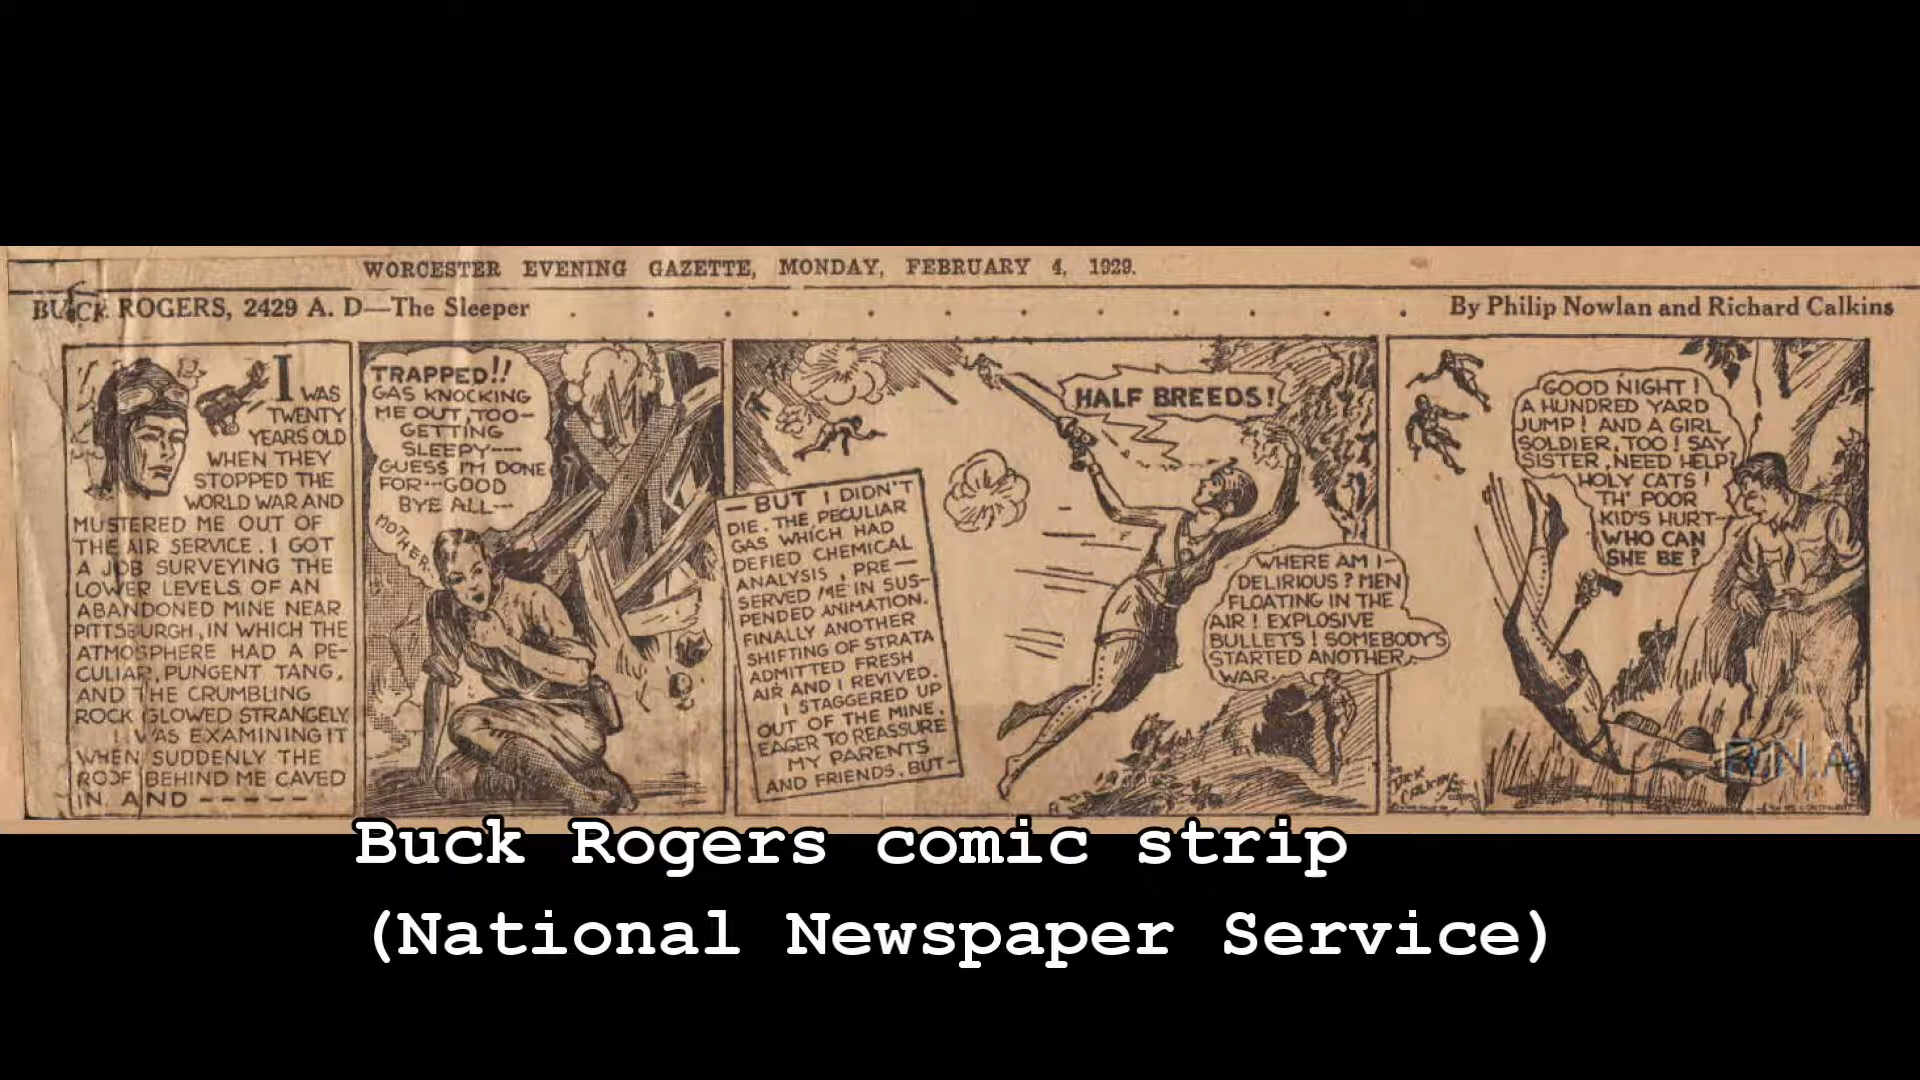 WORCESTER EVENING GAZETTE, MONDAY, FEBRUARY 4, 1929.
BUCK ROGERS, 2429 A. D—The Sleeper
By Philip Nowlan and Richard Calkins
I WAS
TWENTY
YEARS OLD
WHEN THEY
STOPPED THE
WORLD WAR AND
MUSTERED ME OUT OF
THE AIR SERVICE. I GOT
A JOB SURVEYING THE
LOWER LEVELS OF AN
ABANDONED MINE NEAR
PITTSBURGH, IN WHICH THE
ATMOSPHERE HAD A PE-
CULIAR, PUNGENT TANG,
AND THE CRUMBLING
ROCK GLOWED STRANGELY
I WAS EXAMINING IT
WHEN SUDDENLY THE
ROOF BEHIND ME CAVED
IN AND -----
TRAPPED!!
GAS KNOCKING
ME OUT, TOO—
GETTING
SLEEPY----
GUESS I'M DONE
FOR---GOOD
BYE ALL---
MOTHER-
—BUT I DIDN'T
DIE. THE PECULIAR
GAS WHICH HAD
DEFIED CHEMICAL
ANALYSIS, PRE—
SERVED ME IN SUS-
PENDED ANIMATION.
FINALLY ANOTHER
SHIFTING OF STRATA
ADMITTED FRESH
AIR AND I REVIVED.
I STAGGERED UP
OUT OF THE MINE.
EAGER TO REASSURE
MY PARENTS
AND FRIENDS. BUT-
HALF BREEDS!
WHERE AM I-
DELIRIOUS? MEN
FLOATING IN THE
AIR! EXPLOSIVE
BULLETS! SOMEBODY'S
STARTED ANOTHER
WAR.
GOOD NIGHT!
A HUNDRED YARD
JUMP! AND A GIRL
SOLDIER, TOO! SAY
SISTER, NEED HELP?
HOLY CATS!
TH' POOR
KID'S HURT-
WHO CAN
SHE BE?
DICK
CALKINS
R.N.A
Buck Rogers comic strip
(National Newspaper Service)